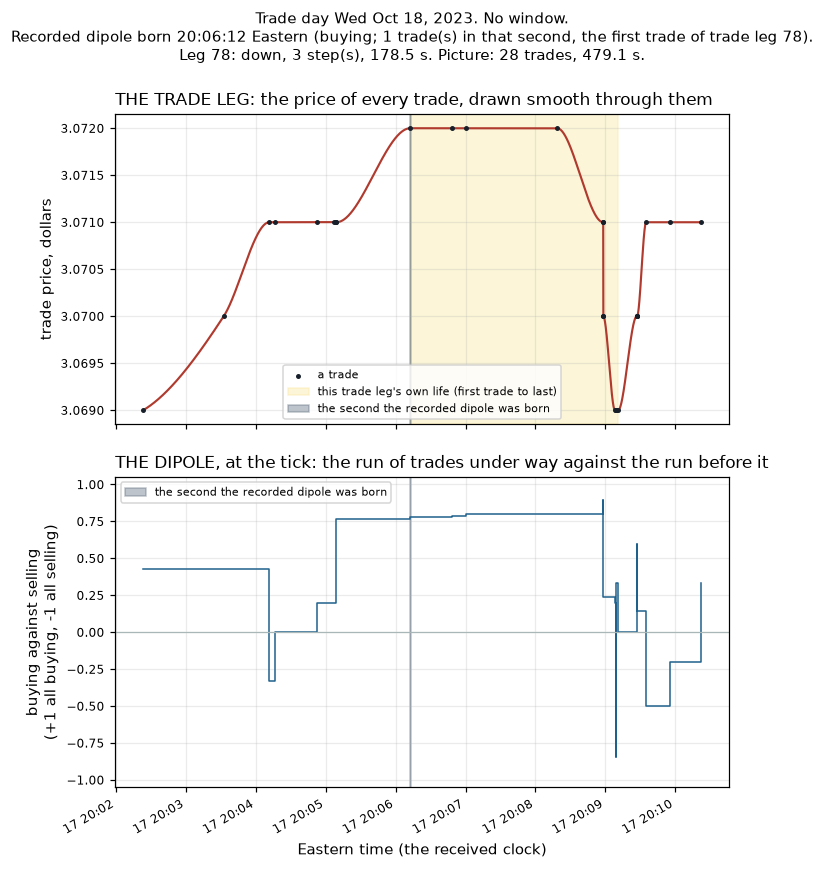 Trade day Wed Oct 18, 2023. No window.
Recorded dipole born 20:06:12 Eastern (buying; 1 trade(s) in that second, the first trade of trade leg 78).
Leg 78: down, 3 step(s), 178.5 s. Picture: 28 trades, 479.1 s.
THE TRADE LEG: the price of every trade, drawn smooth through them
trade price, dollars
3.0720
3.0715
3.0710
3.0705
3.0700
3.0695
3.0690
a trade
this trade leg's own life (first trade to last)
the second the recorded dipole was born
THE DIPOLE, at the tick: the run of trades under way against the run before it
buying against selling
(+1 all buying, -1 all selling)
1.00
0.75
0.50
0.25
0.00
−0.25
−0.50
−0.75
−1.00
the second the recorded dipole was born
17 20:02
17 20:03
17 20:04
17 20:05
17 20:06
17 20:07
17 20:08
17 20:09
17 20:10
Eastern time (the received clock)